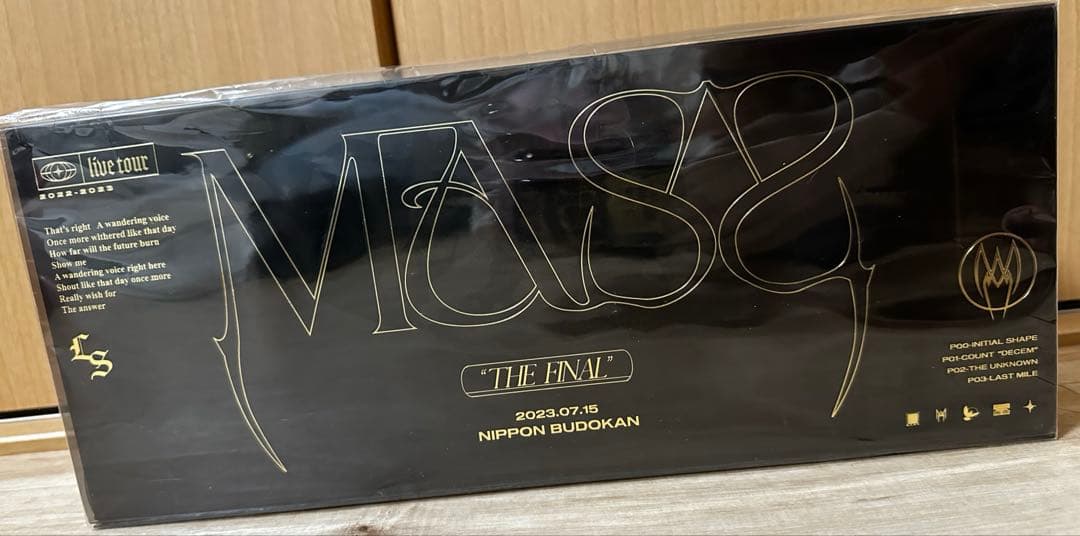 live tour
2022-2023
That's right A wandering voice
Once more withered like that day
How far will the future burn
Show me
A wandering voice right here
Shout like that day once more
Really wish for
The answer
LS
MASS
"THE FINAL"
2023.07.15
NIPPON BUDOKAN
P00-INITIAL SHAPE
P01-COUNT "DECEM"
P02-THE UNKNOWN
P03-LAST MILE